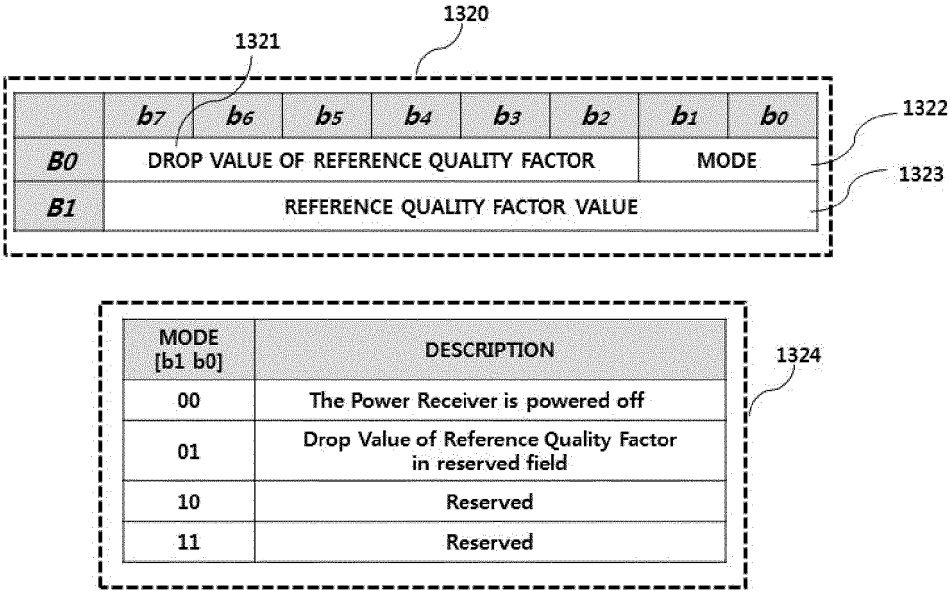 1320
1321
b7 b6 b5 b4 b3 b2 b1 b0
B0 DROP VALUE OF REFERENCE QUALITY FACTOR MODE
1322
B1 REFERENCE QUALITY FACTOR VALUE
1323
MODE
[b1 b0]
DESCRIPTION
1324
00 The Power Receiver is powered off
01 Drop Value of Reference Quality Factor
in reserved field
10 Reserved
11 Reserved